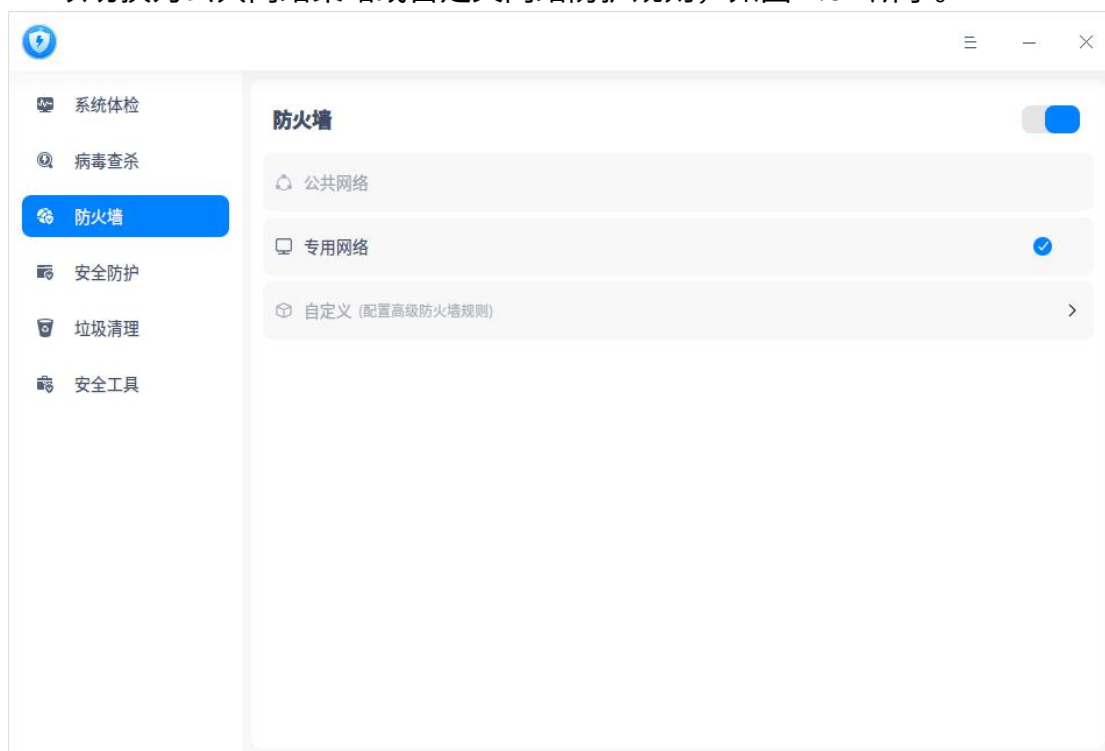 防火墙
公共网络
专用网络
自定义 (配置高级防火墙规则)
系统体检
病毒查杀
防火墙
安全防护
垃圾清理
安全工具